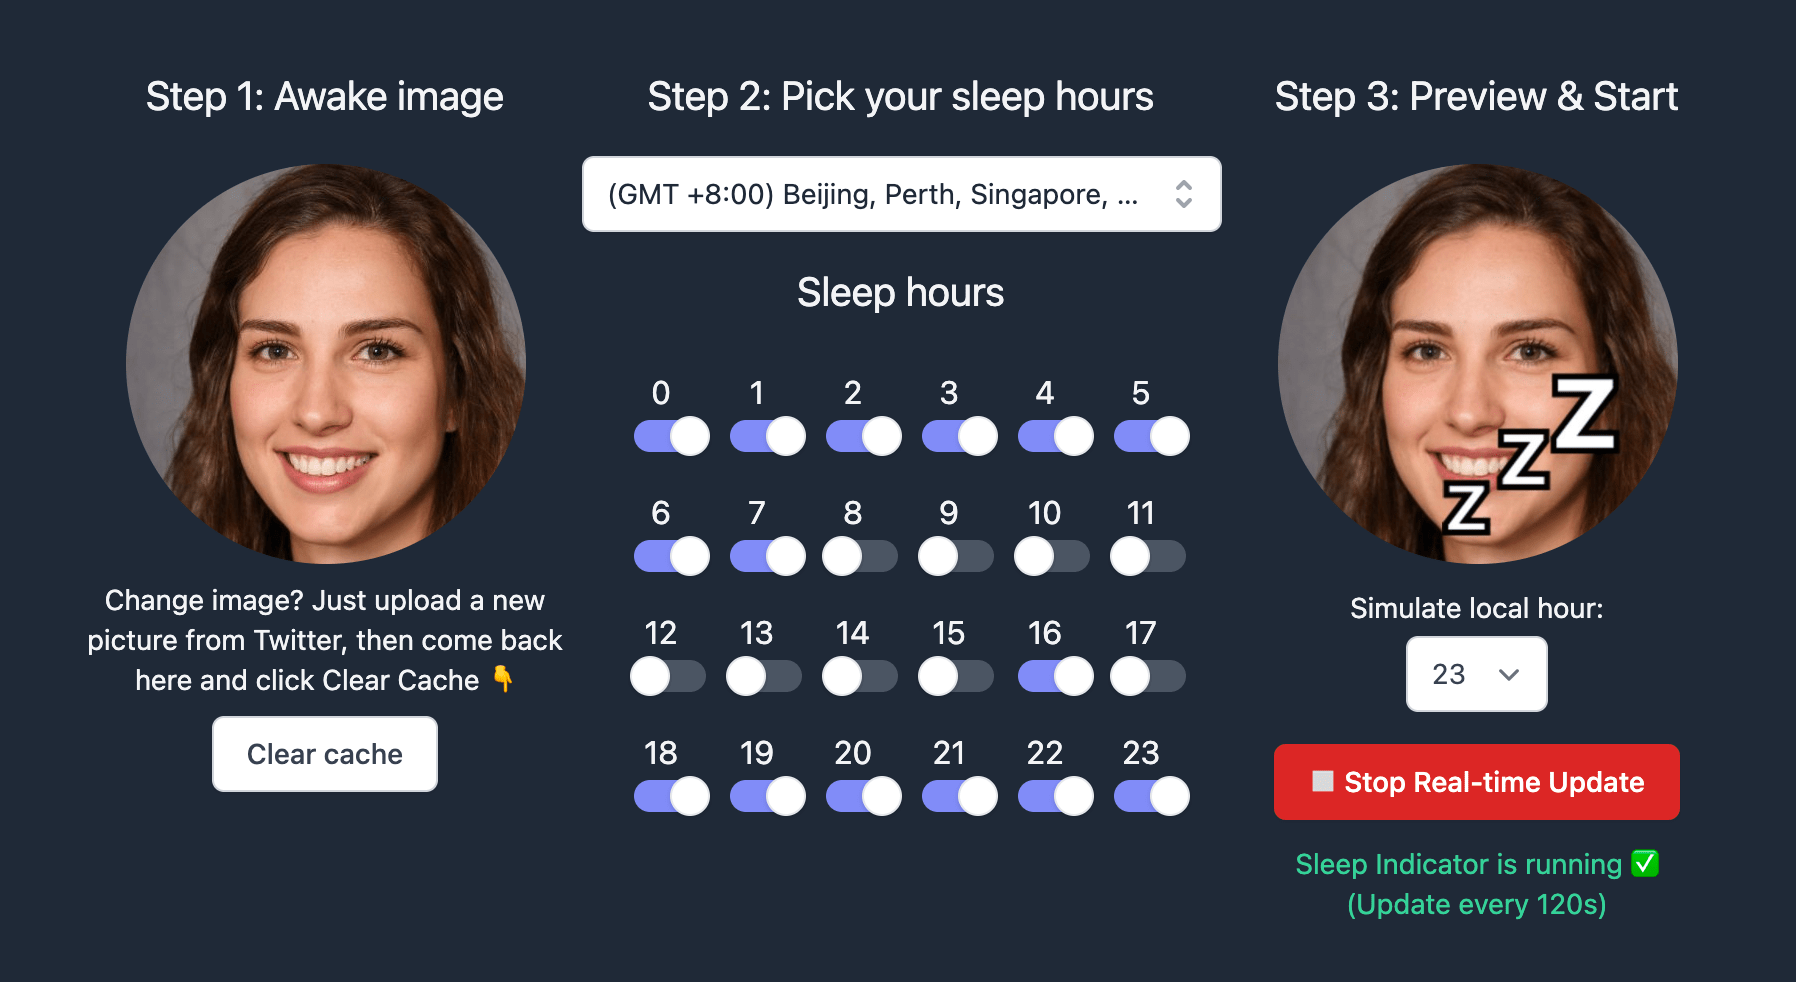 Step 1: Awake image
Change image? Just upload a new
picture from Twitter, then come back
here and click Clear Cache 👇
Clear cache
Step 2: Pick your sleep hours
(GMT +8:00) Beijing, Perth, Singapore, ...
Sleep hours
0 1 2 3 4 5
6 7 8 9 10 11
12 13 14 15 16 17
18 19 20 21 22 23
Step 3: Preview & Start
Z
Z
Z
Simulate local hour:
23
Stop Real-time Update
Sleep Indicator is running ✅
(Update every 120s)